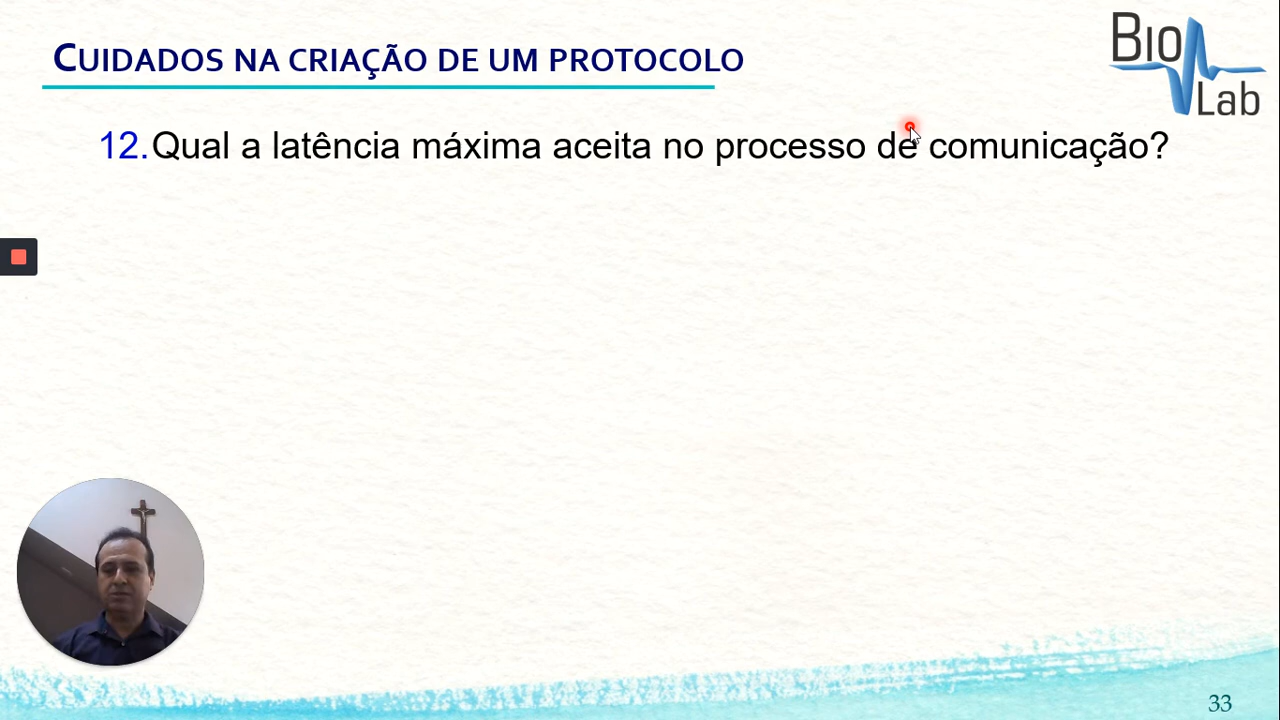 CUIDADOS NA CRIAÇÃO DE UM PROTOCOLO
Bio
Lab
12. Qual a latência máxima aceita no processo de comunicação?
33